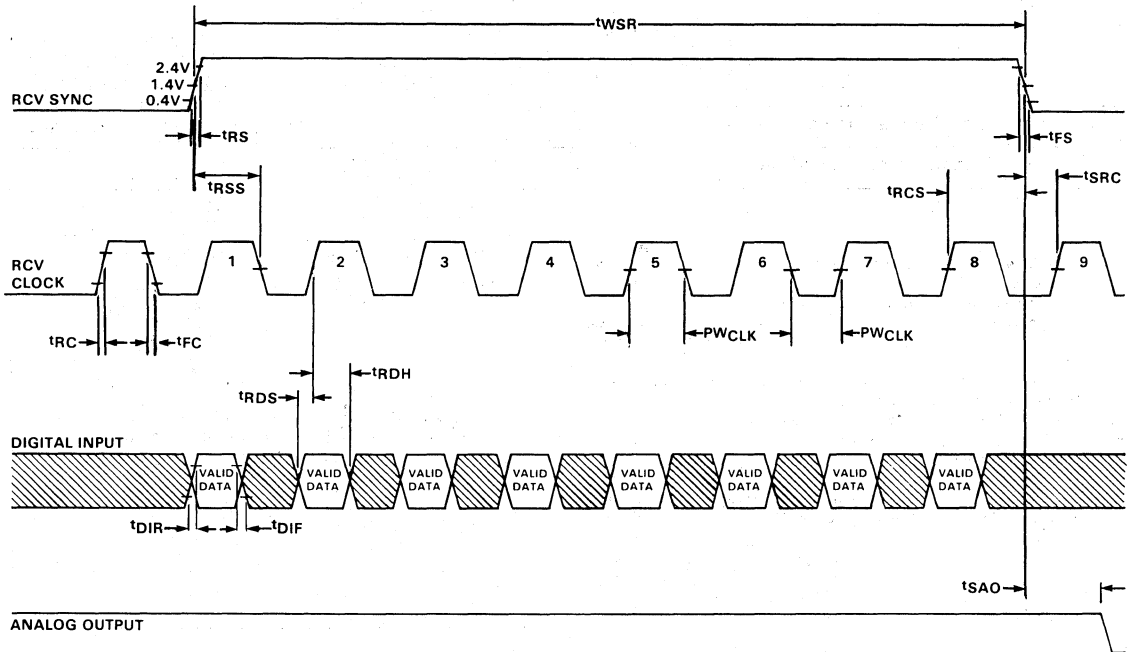 tWSR
2.4V
1.4V
0.4V
RCV SYNC
tRS
tFS
tRSS
tRCS
tSRC
RCV
CLOCK
1
2
3
4
5
6
7
8
9
tRC
tFC
PWCLK
PWCLK
tRDH
tRDS
DIGITAL INPUT
VALID
DATA
VALID
DATA
VALID
DATA
VALID
DATA
VALID
DATA
VALID
DATA
VALID
DATA
VALID
DATA
tDIR
tDIF
tSAO
ANALOG OUTPUT